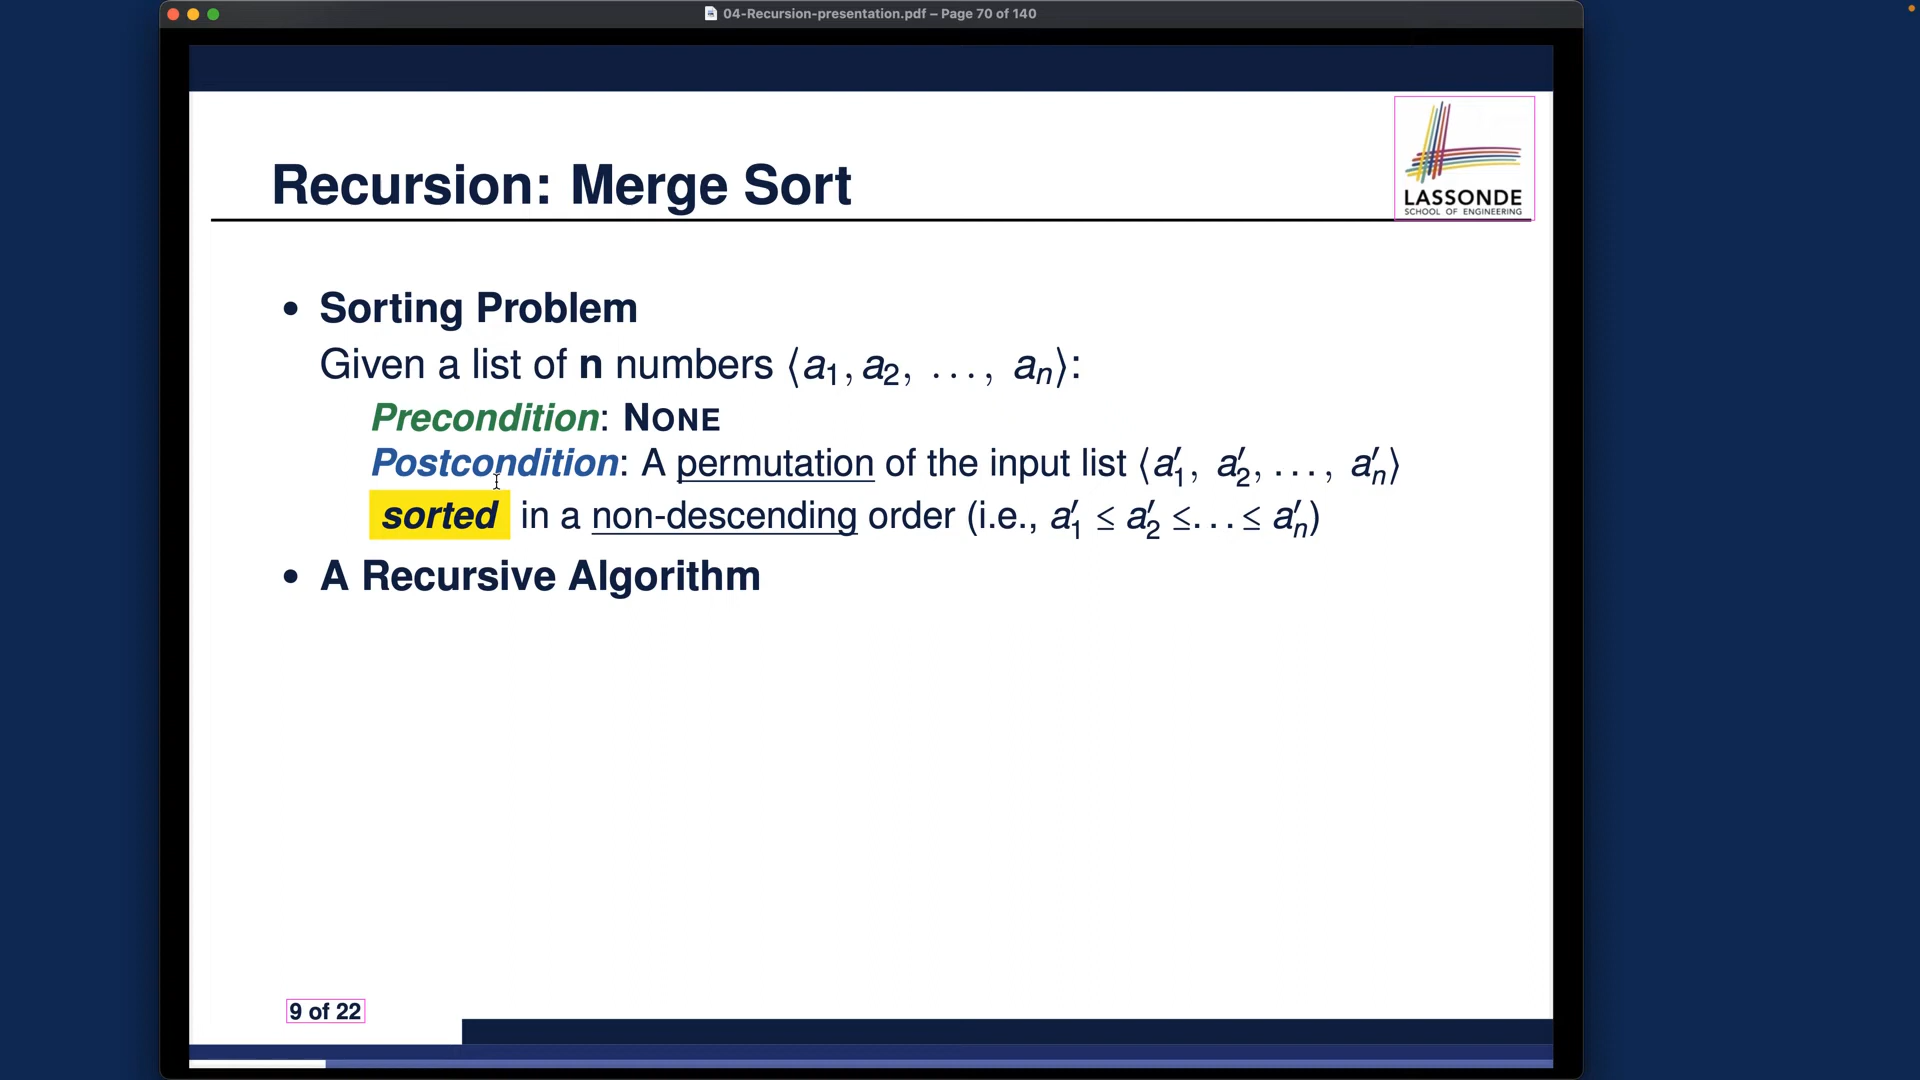 04-Recursion-presentation.pdf – Page 70 of 140
LASSONDE
SCHOOL OF ENGINEERING
Recursion: Merge Sort
• Sorting Problem
Given a list of n numbers ⟨a₁, a₂, …, aₙ⟩:
Precondition: NONE
Postcondition: A permutation of the input list ⟨a′₁, a′₂, …, a′ₙ⟩
sorted in a non-descending order (i.e., a′₁ ≤ a′₂ ≤…≤ a′ₙ)
• A Recursive Algorithm
9 of 22